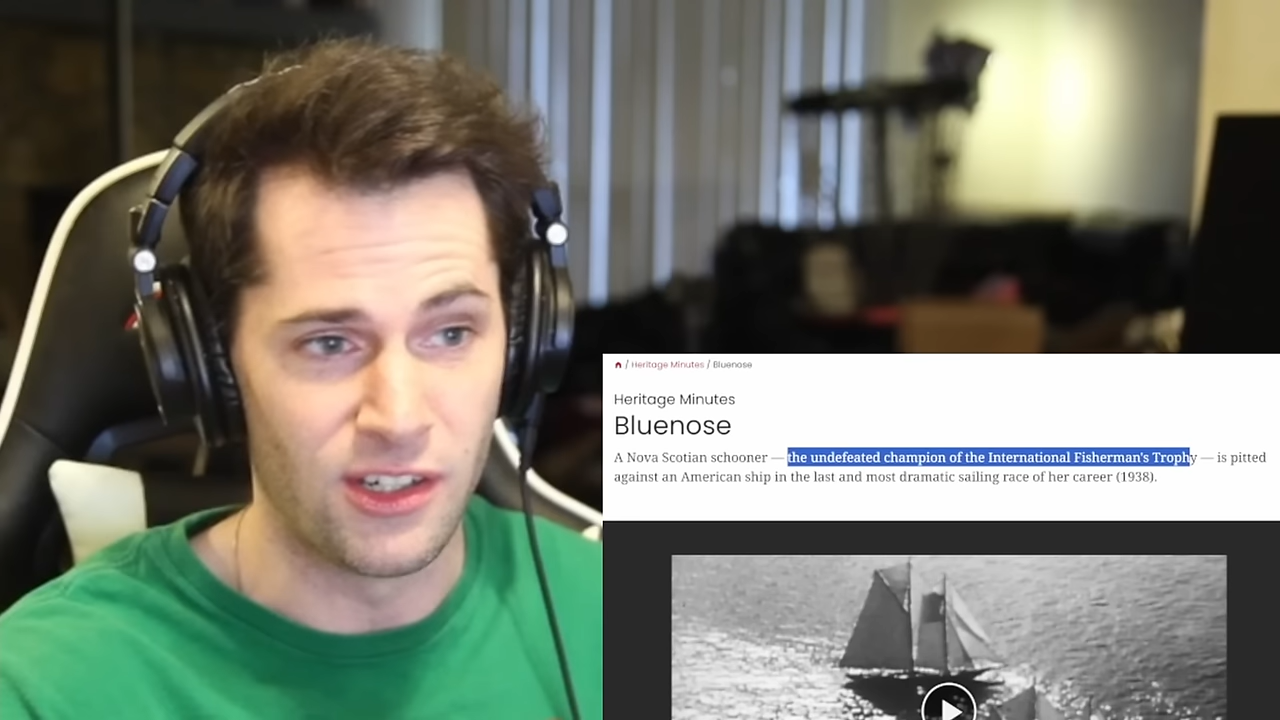 / Heritage Minutes / Bluenose
Heritage Minutes
Bluenose
A Nova Scotian schooner — the undefeated champion of the International Fisherman's Trophy — is pitted
against an American ship in the last and most dramatic sailing race of her career (1938).